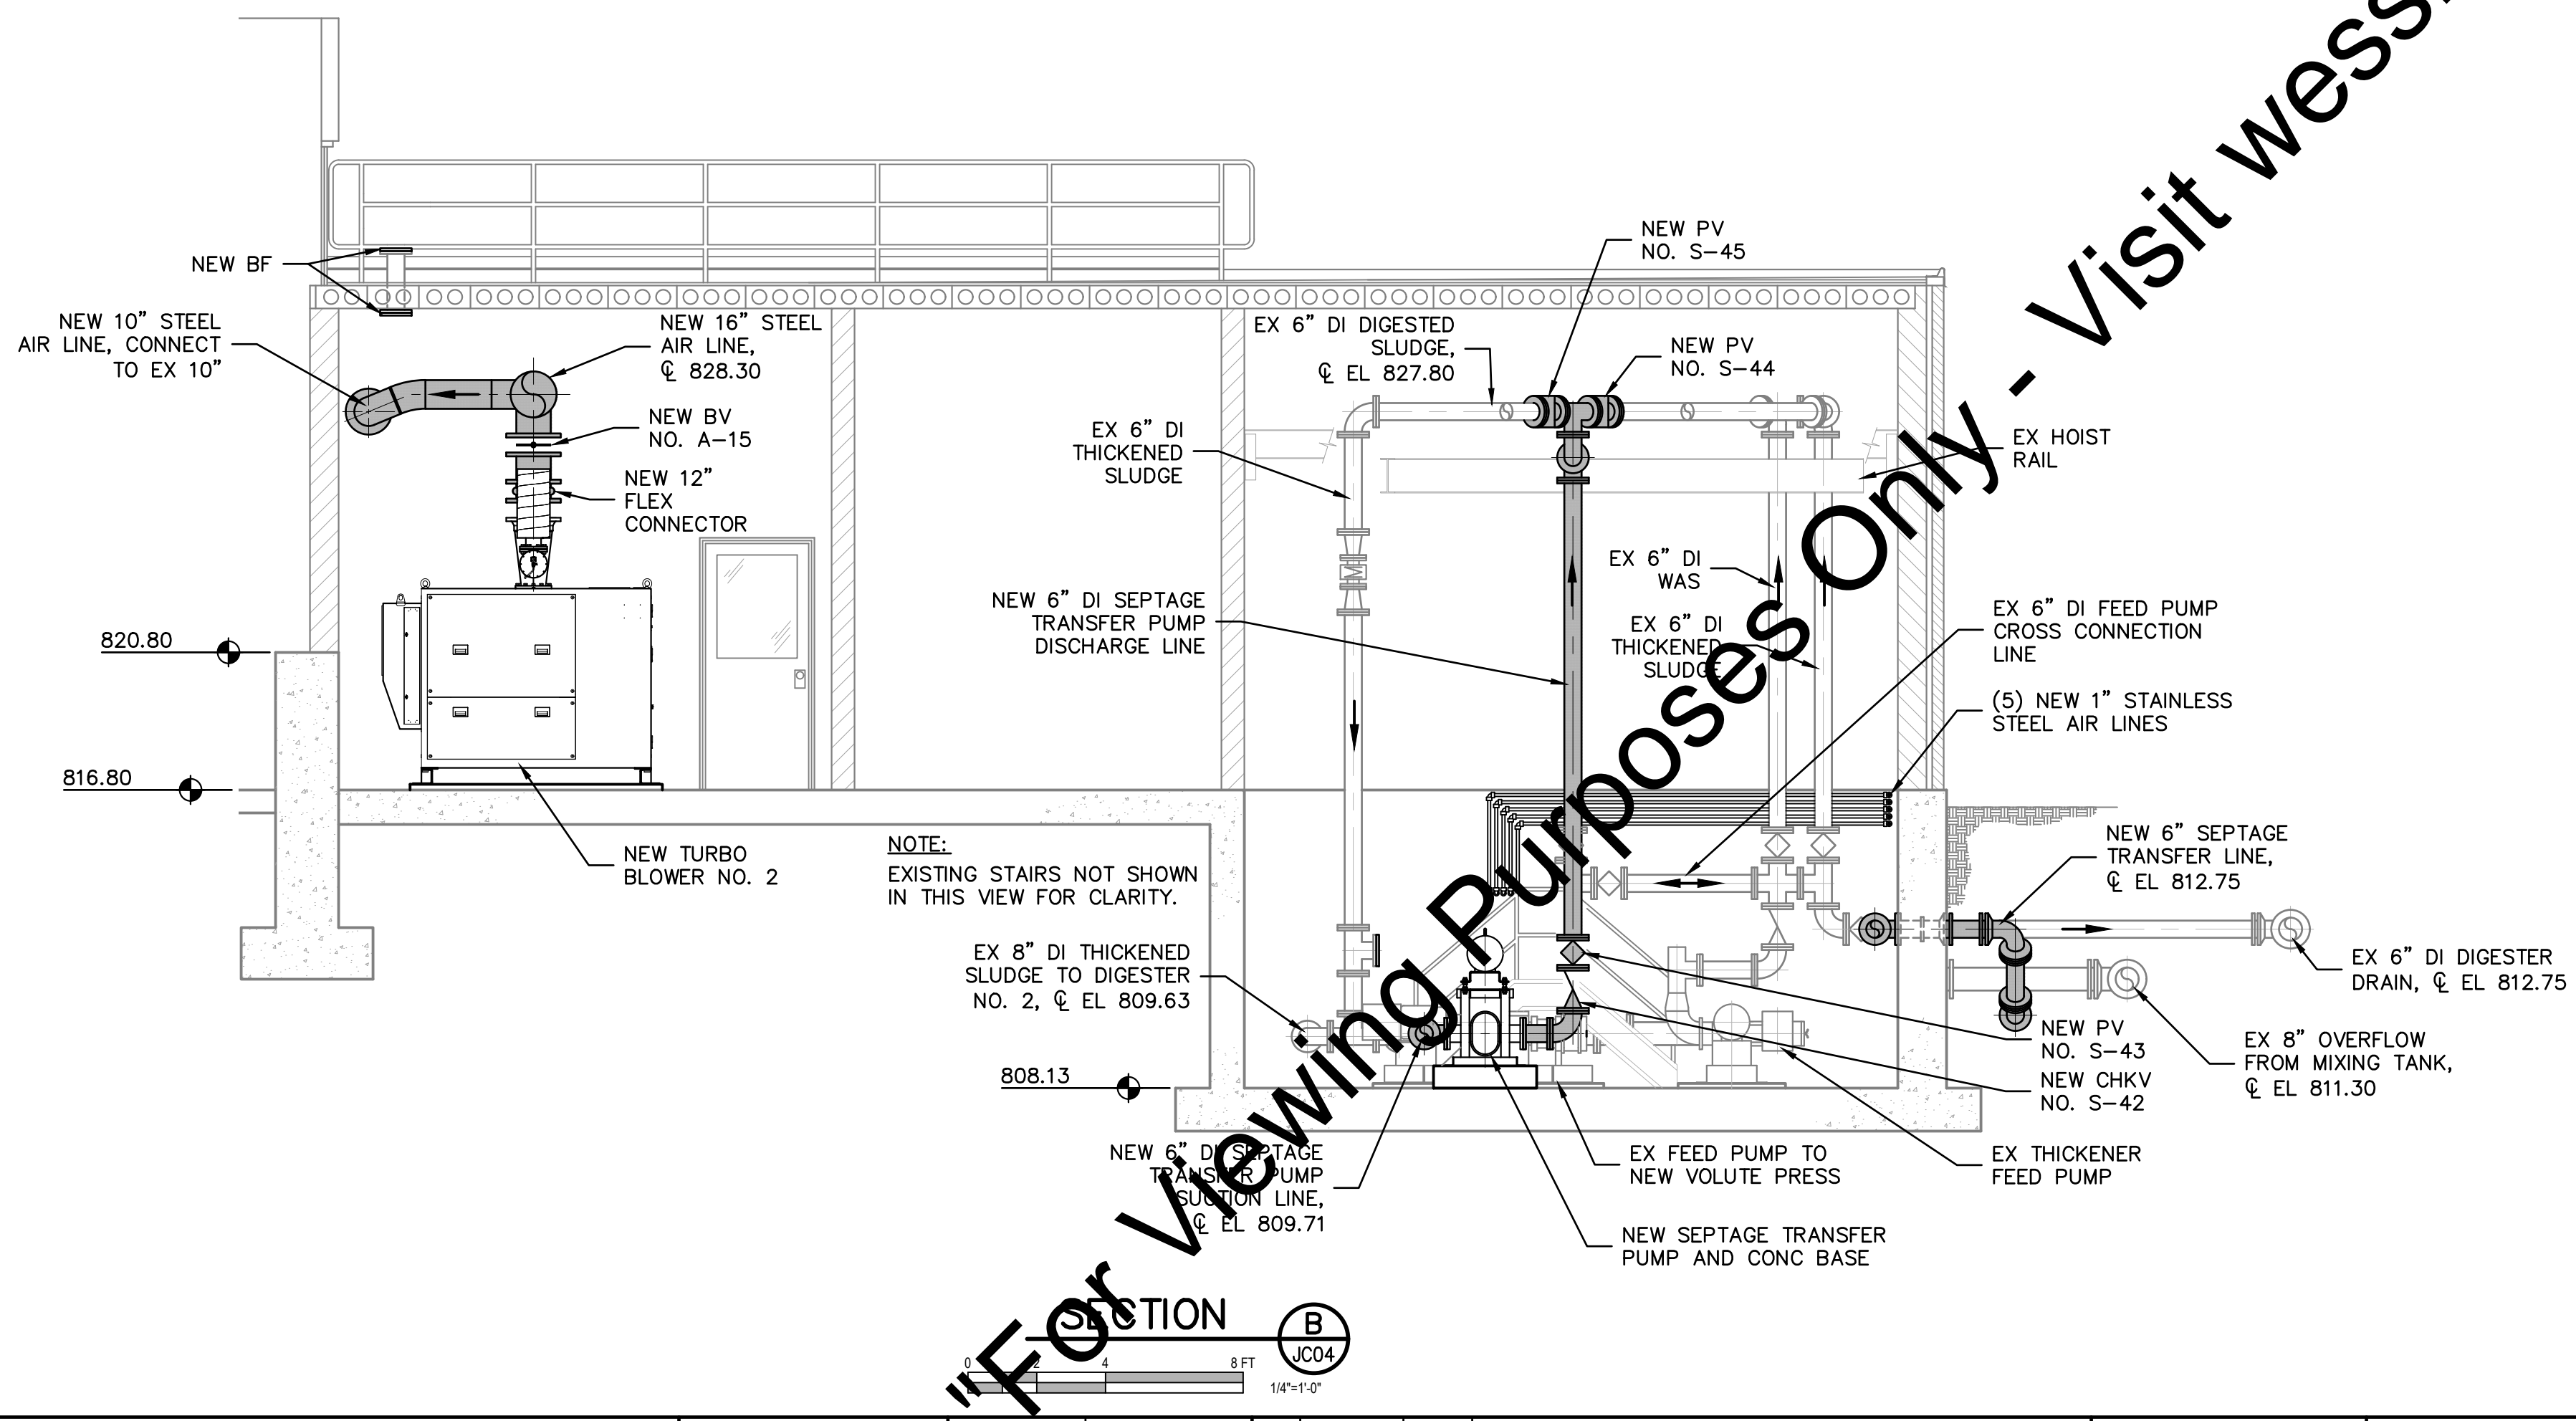 NEW BF
NEW 10" STEEL
AIR LINE, CONNECT
TO EX 10"
NEW 16" STEEL
AIR LINE,
℄ 828.30
NEW BV
NO. A-15
NEW 12"
FLEX
CONNECTOR
820.80
816.80
NEW TURBO
BLOWER NO. 2
NOTE:
EXISTING STAIRS NOT SHOWN
IN THIS VIEW FOR CLARITY.
NEW PV
NO. S-45
EX 6" DI DIGESTED
SLUDGE,
℄ EL 827.80
NEW PV
NO. S-44
EX 6" DI
THICKENED
SLUDGE
EX HOIST
RAIL
EX 6" DI
WAS
NEW 6" DI SEPTAGE
TRANSFER PUMP
DISCHARGE LINE
EX 6" DI
THICKENED
SLUDGE
EX 6" DI FEED PUMP
CROSS CONNECTION
LINE
(5) NEW 1" STAINLESS
STEEL AIR LINES
NEW 6" SEPTAGE
TRANSFER LINE,
℄ EL 812.75
EX 8" DI THICKENED
SLUDGE TO DIGESTER
NO. 2, ℄ EL 809.63
808.13
EX 6" DI DIGESTER
DRAIN, ℄ EL 812.75
NEW PV
NO. S-43
NEW CHKV
NO. S-42
EX 8" OVERFLOW
FROM MIXING TANK,
℄ EL 811.30
NEW 6" DI SEPTAGE
TRANSFER PUMP
SUCTION LINE,
℄ EL 809.71
EX FEED PUMP TO
NEW VOLUTE PRESS
EX THICKENER
FEED PUMP
NEW SEPTAGE TRANSFER
PUMP AND CONC BASE
SECTION
B
JC04
0 2 4 8 FT
1/4"=1'-0"
"For Viewing Purposes Only - Visit